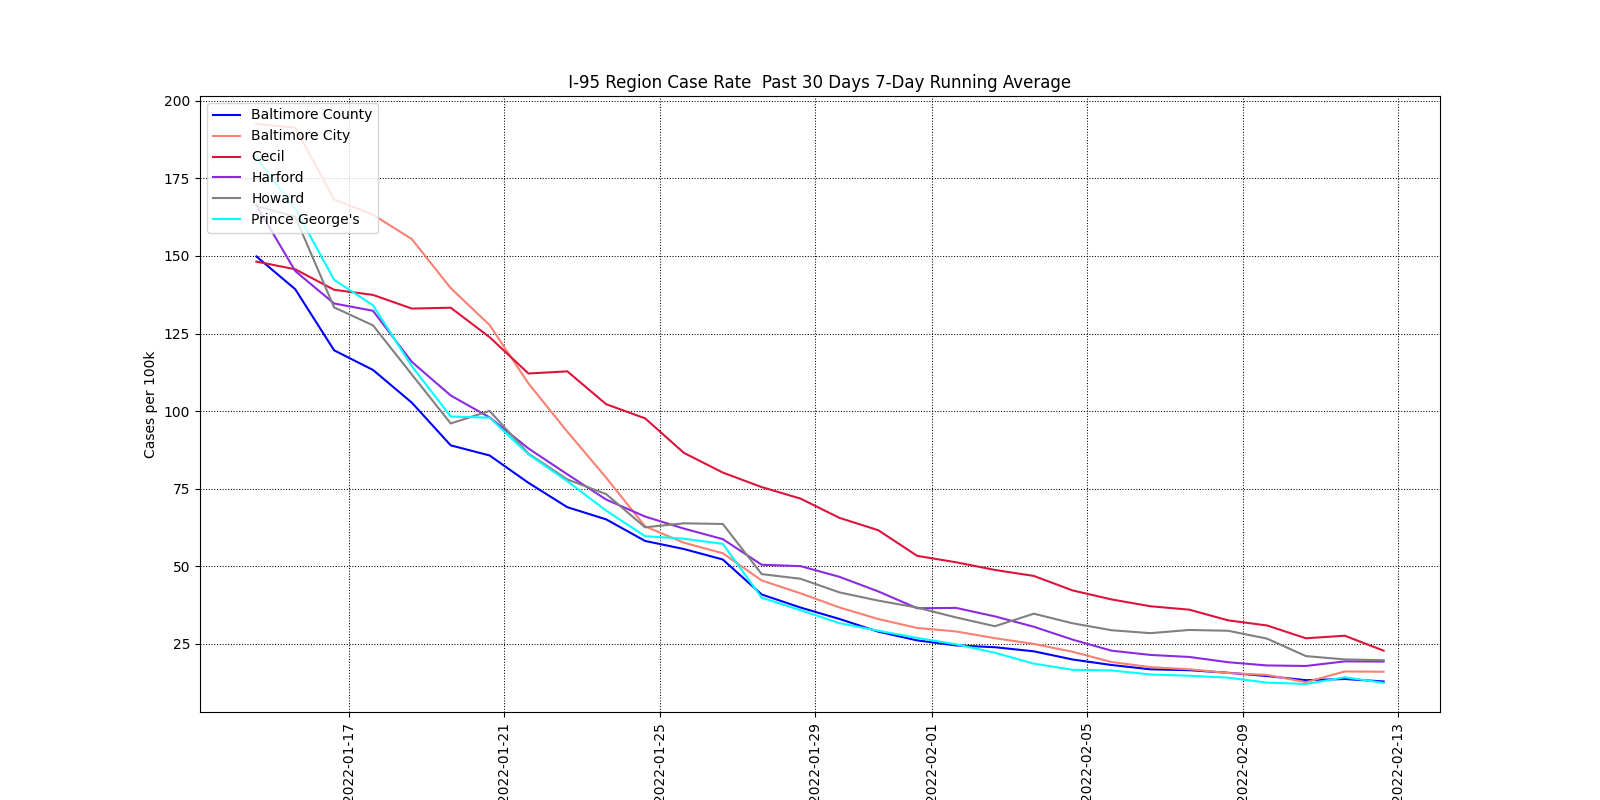 I-95 Region Case Rate  Past 30 Days 7-Day Running Average
200
175
150
125
100
75
50
25
Cases per 100k
Baltimore County
Baltimore City
Cecil
Harford
Howard
Prince George's
2022-01-17
2022-01-21
2022-01-25
2022-01-29
2022-02-01
2022-02-05
2022-02-09
2022-02-13